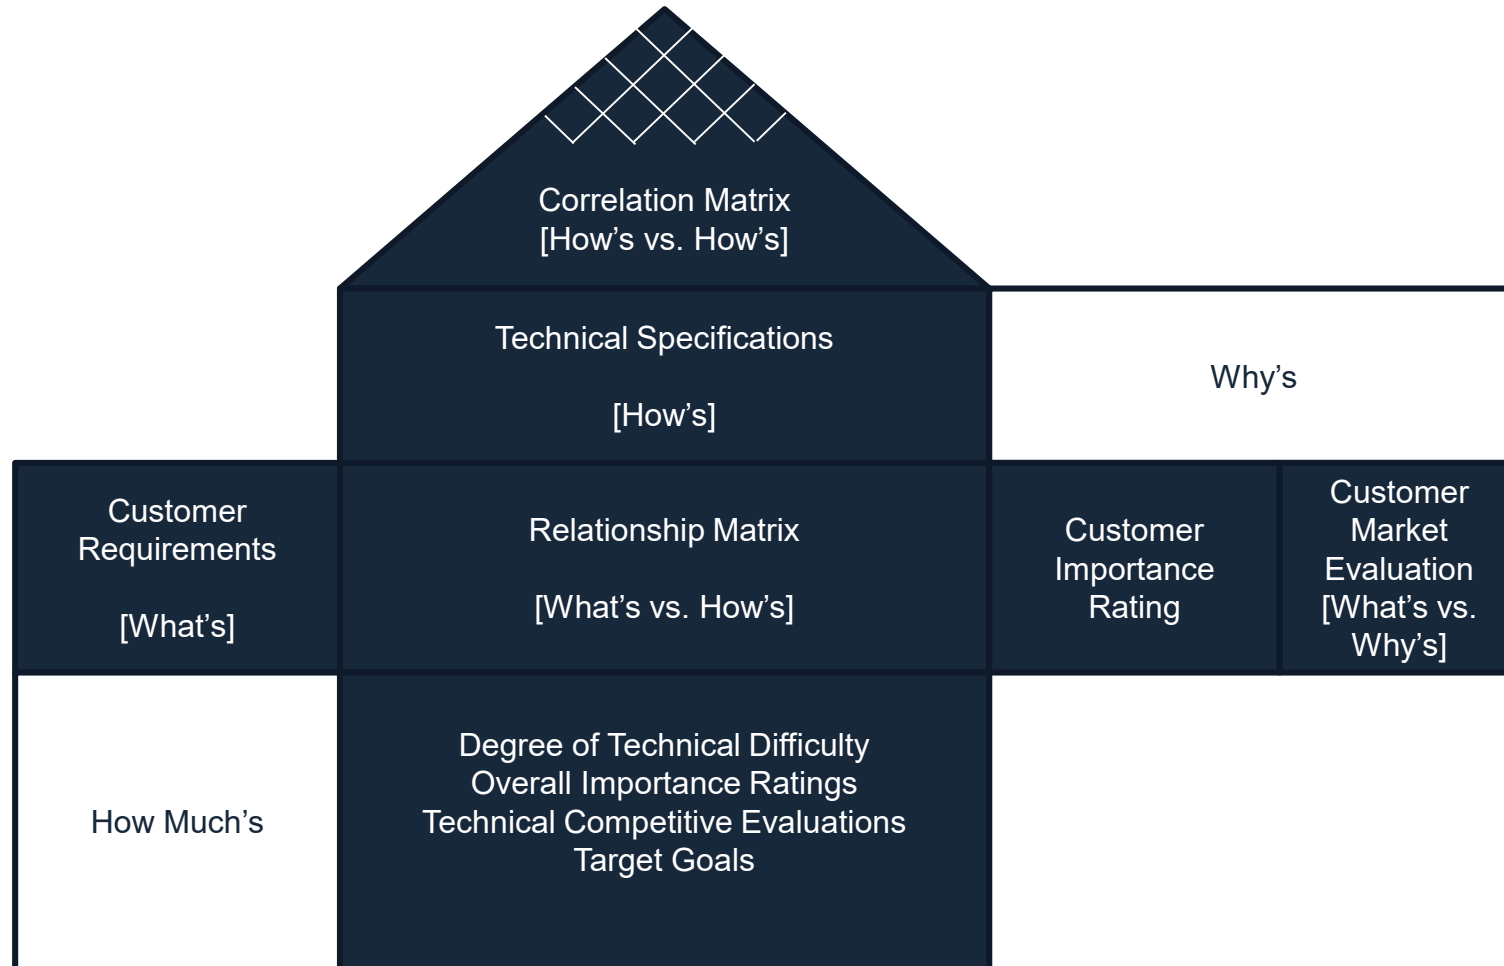 Correlation Matrix
[How’s vs. How’s]
Technical Specifications
[How’s]
Why’s
Customer
Requirements
[What’s]
Relationship Matrix
[What’s vs. How’s]
Customer
Importance
Rating
Customer
Market
Evaluation
[What’s vs.
Why’s]
How Much’s
Degree of Technical Difficulty
Overall Importance Ratings
Technical Competitive Evaluations
Target Goals